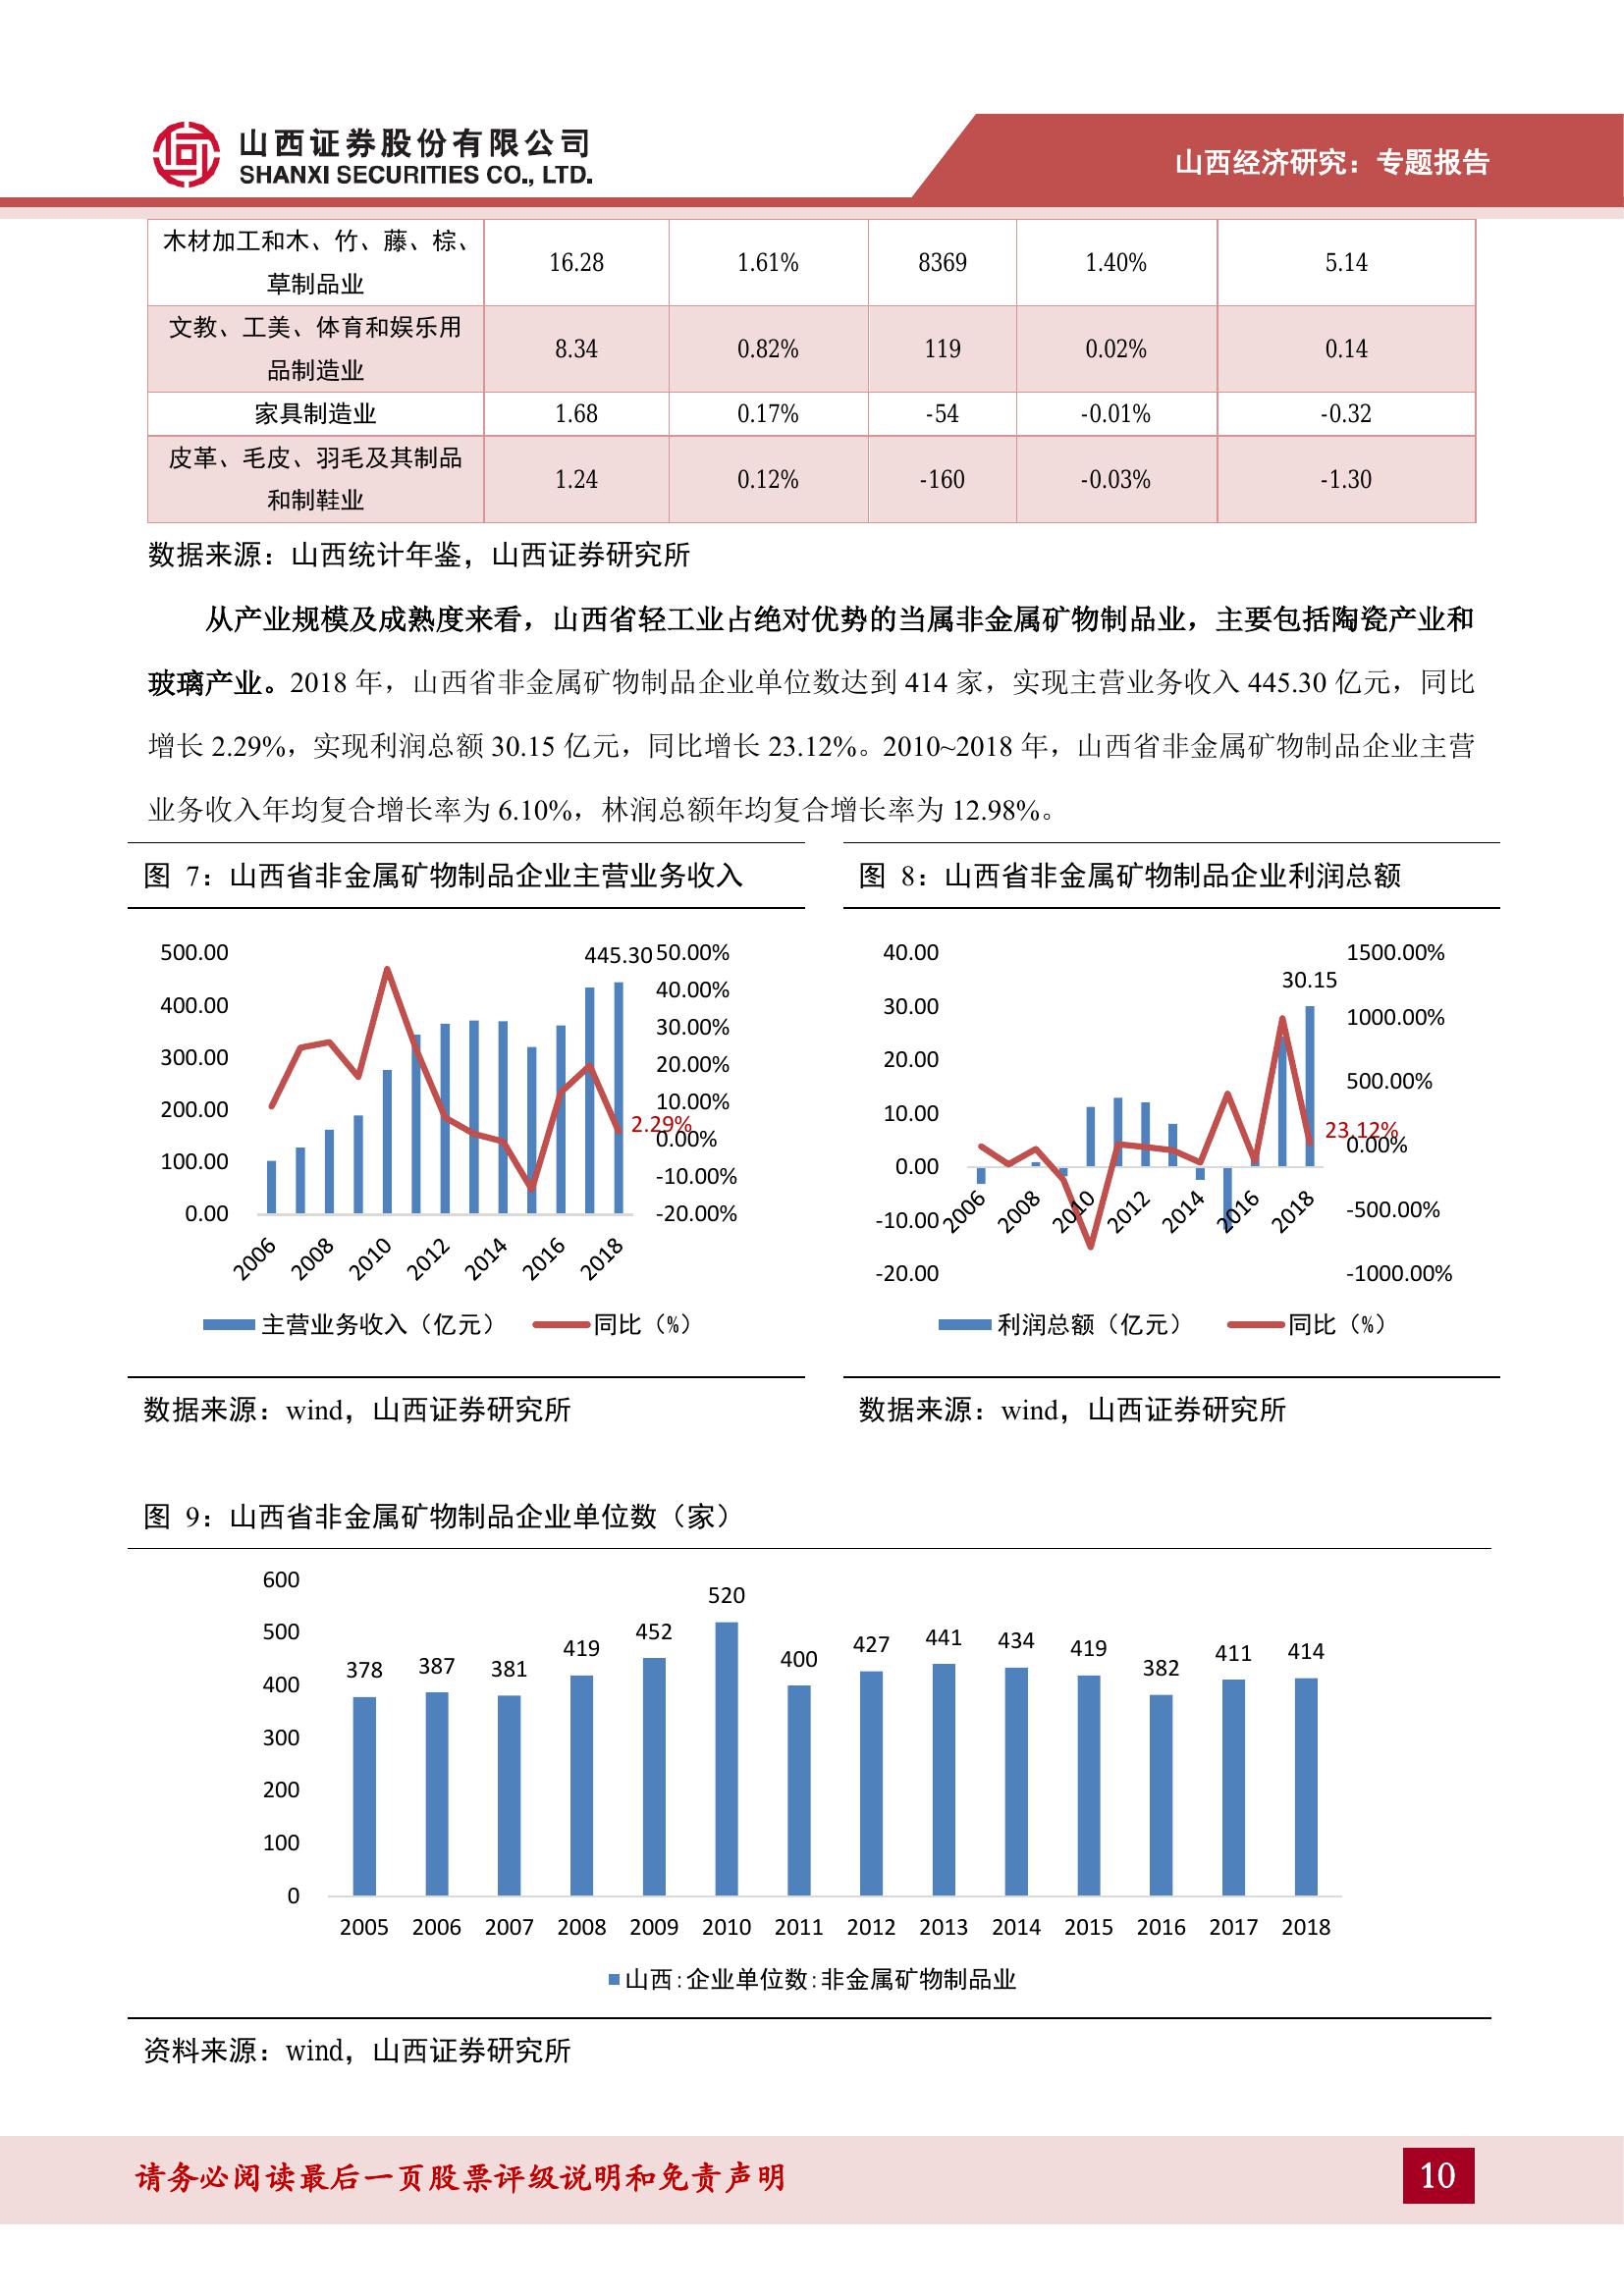 山西证券股份有限公司
SHANXI SECURITIES CO., LTD.
山西经济研究：专题报告
木材加工和木、竹、藤、棕、
草制品业
16.28 1.61% 8369 1.40% 5.14
文教、工美、体育和娱乐用
品制造业
8.34 0.82% 119 0.02% 0.14
家具制造业 1.68 0.17% -54 -0.01% -0.32
皮革、毛皮、羽毛及其制品
和制鞋业
1.24 0.12% -160 -0.03% -1.30
数据来源：山西统计年鉴，山西证券研究所
从产业规模及成熟度来看，山西省轻工业占绝对优势的当属非金属矿物制品业，主要包括陶瓷产业和
玻璃产业。2018 年，山西省非金属矿物制品企业单位数达到 414 家，实现主营业务收入 445.30 亿元，同比
增长 2.29%，实现利润总额 30.15 亿元，同比增长 23.12%。2010~2018 年，山西省非金属矿物制品企业主营
业务收入年均复合增长率为 6.10%，林润总额年均复合增长率为 12.98%。
图 7：山西省非金属矿物制品企业主营业务收入
500.00
400.00
300.00
200.00
100.00
0.00
445.30
50.00%
40.00%
30.00%
20.00%
10.00%
2.29%
0.00%
-10.00%
-20.00%
2006 2008 2010 2012 2014 2016 2018
主营业务收入（亿元） 同比（%）
数据来源：wind，山西证券研究所
图 8：山西省非金属矿物制品企业利润总额
40.00
30.00
20.00
10.00
0.00
-10.00
-20.00
30.15
1500.00%
1000.00%
500.00%
23.12%
0.00%
-500.00%
-1000.00%
2006 2008 2010 2012 2014 2016 2018
利润总额（亿元） 同比（%）
数据来源：wind，山西证券研究所
图 9：山西省非金属矿物制品企业单位数（家）
600
500
400
300
200
100
0
378 387 381 419 452 520 400 427 441 434 419 382 411 414
2005 2006 2007 2008 2009 2010 2011 2012 2013 2014 2015 2016 2017 2018
山西:企业单位数:非金属矿物制品业
资料来源：wind，山西证券研究所
请务必阅读最后一页股票评级说明和免责声明
10